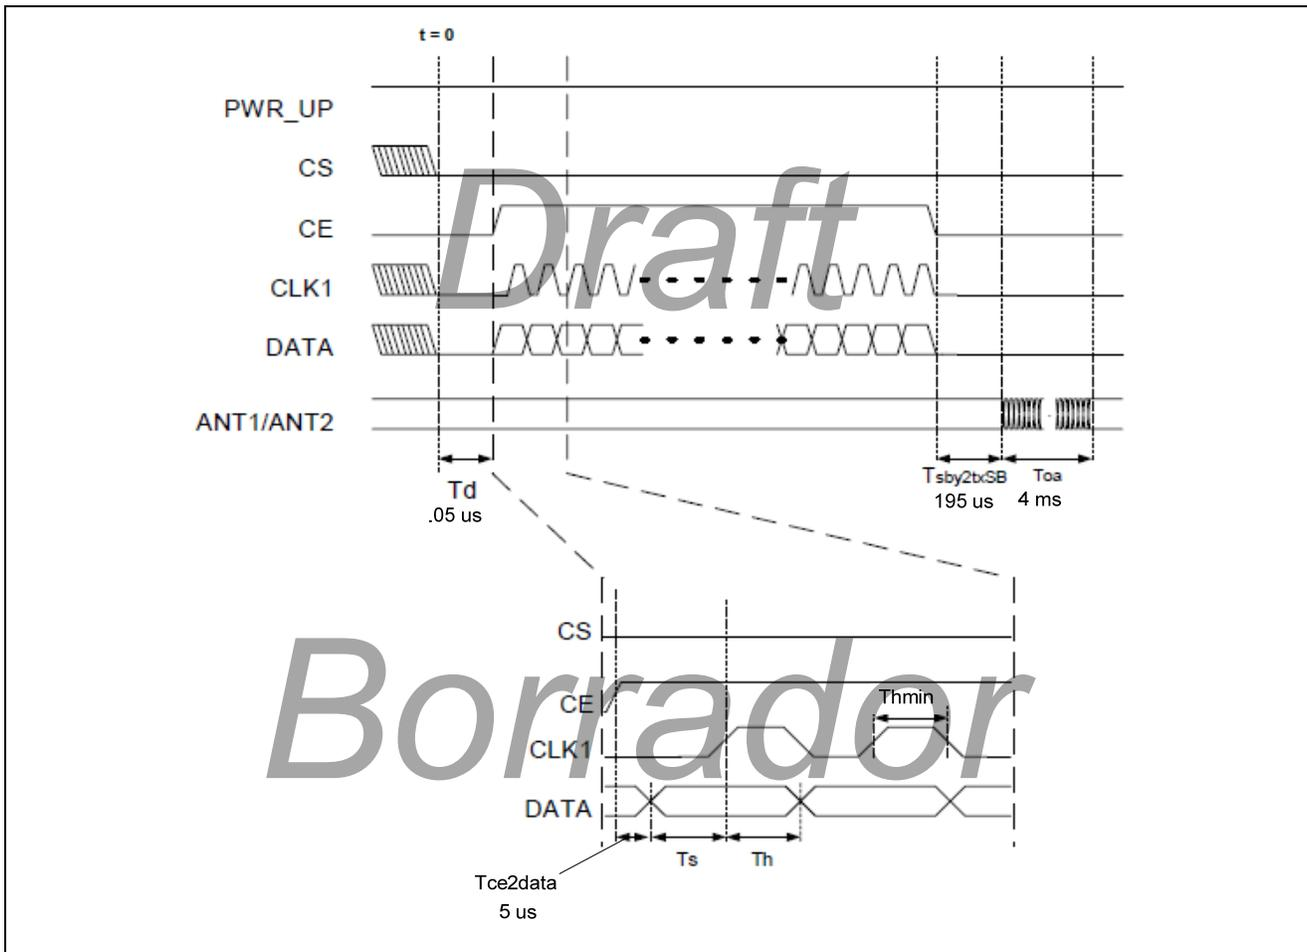 t = 0
PWR_UP
CS
Draft
CE
CLK1
DATA
ANT1/ANT2
Td
.05 us
Tsby2txSB
195 us
Toa
4 ms
CS
Borrador
CE
Thmin
CLK1
DATA
Ts
Th
Tce2data
5 us